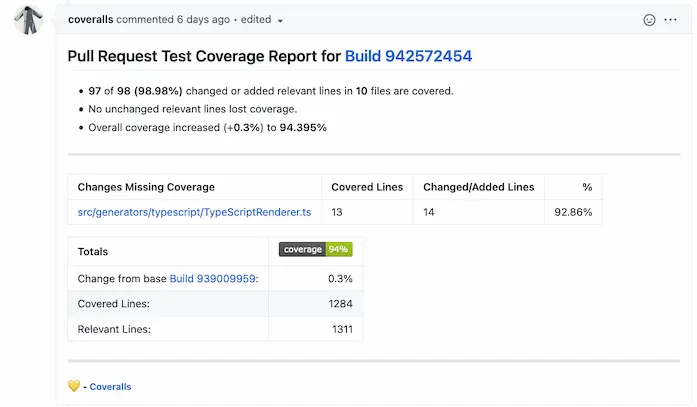 coveralls commented 6 days ago • edited
Pull Request Test Coverage Report for Build 942572454
• 97 of 98 (98.98%) changed or added relevant lines in 10 files are covered.
• No unchanged relevant lines lost coverage.
• Overall coverage increased (+0.3%) to 94.395%
Changes Missing Coverage Covered Lines Changed/Added Lines %
src/generators/typescript/TypeScriptRenderer.ts 13 14 92.86%
Totals coverage 94%
Change from base Build 939009959: 0.3%
Covered Lines: 1284
Relevant Lines: 1311
💛 - Coveralls